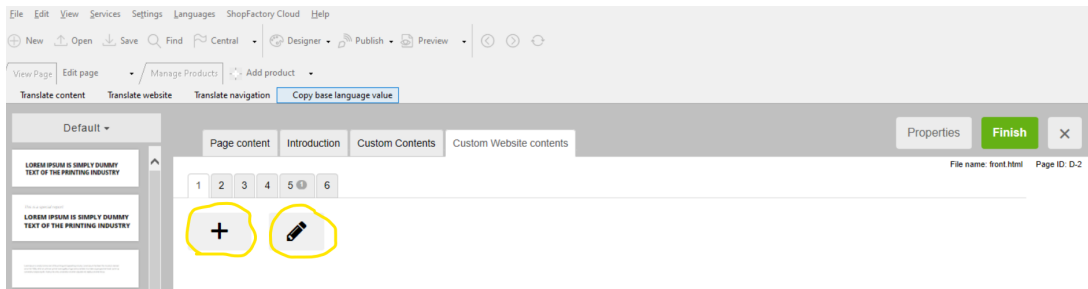 File Edit View Services Settings Languages ShopFactory Cloud Help
New Open Save Find Central Designer Publish Preview
View Page Edit page Manage Products Add product
Translate content Translate website Translate navigation Copy base language value
Default
Page content Introduction Custom Contents Custom Website contents
Properties Finish
File name: front.html Page ID: D-2
1 2 3 4 5 1 6
LOREM IPSUM IS SIMPLY DUMMY
TEXT OF THE PRINTING INDUSTRY
LOREM IPSUM IS SIMPLY DUMMY
TEXT OF THE PRINTING INDUSTRY